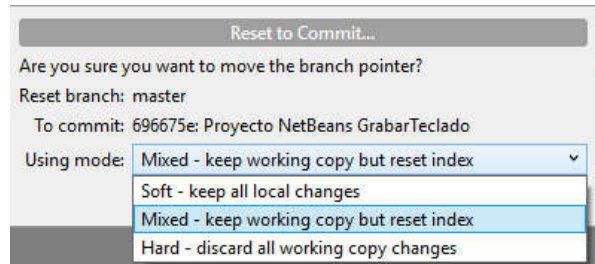 Reset to Commit...
Are you sure you want to move the branch pointer?
Reset branch: master
To commit: 696675e: Proyecto NetBeans GrabarTeclado
Using mode: Mixed - keep working copy but reset index
Soft - keep all local changes
Mixed - keep working copy but reset index
Hard - discard all working copy changes